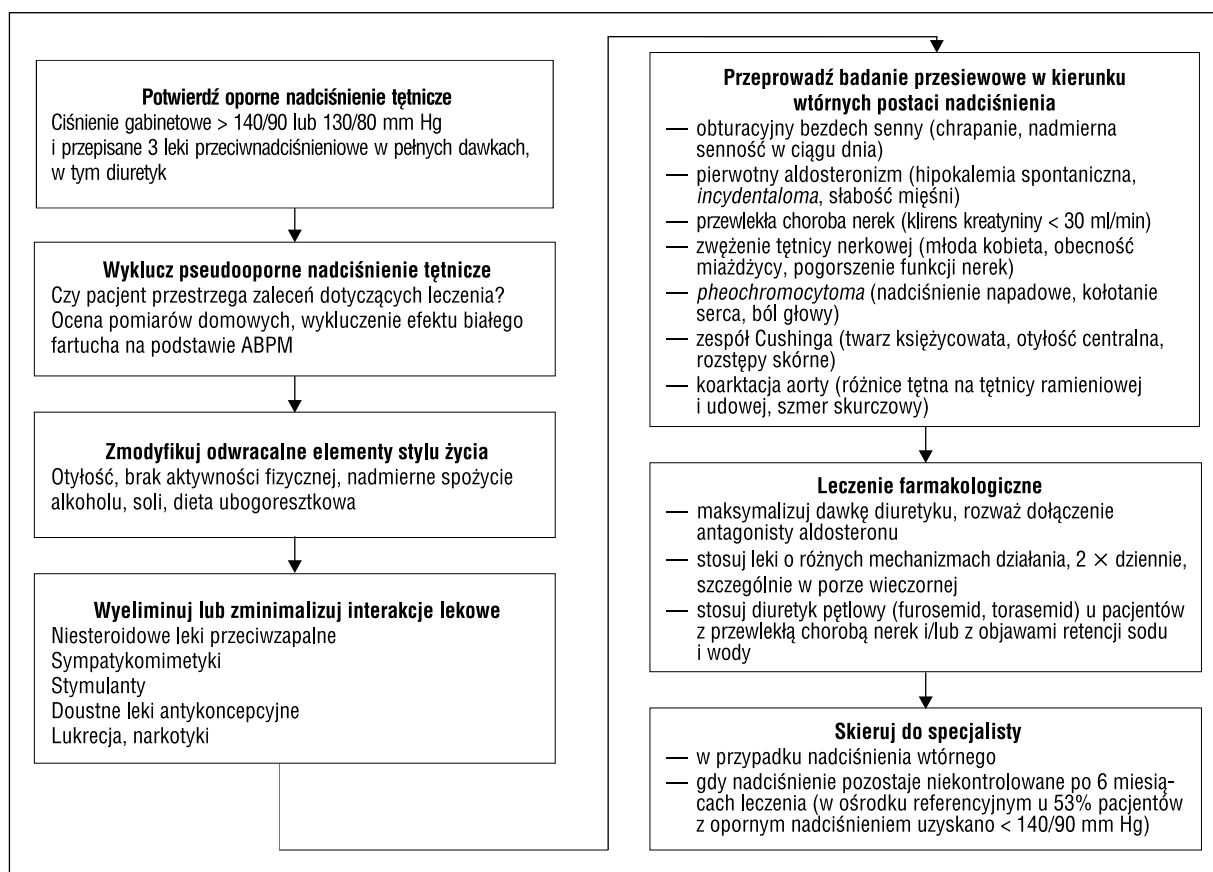 Potwierdź oporne nadciśnienie tętnicze
Ciśnienie gabinetowe > 140/90 lub 130/80 mm Hg
i przepisane 3 leki przeciwnadciśnieniowe w pełnych dawkach,
w tym diuretyk
Wyklucz pseudooporne nadciśnienie tętnicze
Czy pacjent przestrzega zaleceń dotyczących leczenia?
Ocena pomiarów domowych, wykluczenie efektu białego
fartucha na podstawie ABPM
Zmodyfikuj odwracalne elementy stylu życia
Otyłość, brak aktywności fizycznej, nadmierne spożycie
alkoholu, soli, dieta ubogoresztkowa
Wyeliminuj lub zminimalizuj interakcje lekowe
Niesteroidowe leki przeciwzapalne
Sympatykomimetyki
Stymulanty
Doustne leki antykoncepcyjne
Lukrecja, narkotyki
Przeprowadź badanie przesiewowe w kierunku
wtórnych postaci nadciśnienia
— obturacyjny bezdech senny (chrapanie, nadmierna
senność w ciągu dnia)
— pierwotny aldosteronizm (hipokalemia spontaniczna,
incydentaloma, słabość mięśni)
— przewlekła choroba nerek (klirens kreatyniny < 30 ml/min)
— zwężenie tętnicy nerkowej (młoda kobieta, obecność
miażdżycy, pogorszenie funkcji nerek)
— pheochromocytoma (nadciśnienie napadowe, kołotanie
serca, ból głowy)
— zespół Cushinga (twarz księżycowata, otyłość centralna,
rozstępy skórne)
— koarktacja aorty (różnice tętna na tętnicy ramieniowej
i udowej, szmer skurczowy)
Leczenie farmakologiczne
— maksymalizuj dawkę diuretyku, rozważ dołączenie
antagonisty aldosteronu
— stosuj leki o różnych mechanizmach działania, 2 × dziennie,
szczególnie w porze wieczornej
— stosuj diuretyk pętlowy (furosemid, torasemid) u pacjentów
z przewlekłą chorobą nerek i/lub z objawami retencji sodu
i wody
Skieruj do specjalisty
— w przypadku nadciśnienia wtórnego
— gdy nadciśnienie pozostaje niekontrolowane po 6 miesią-
cach leczenia (w ośrodku referencyjnym u 53% pacjentów
z opornym nadciśnieniem uzyskano < 140/90 mm Hg)